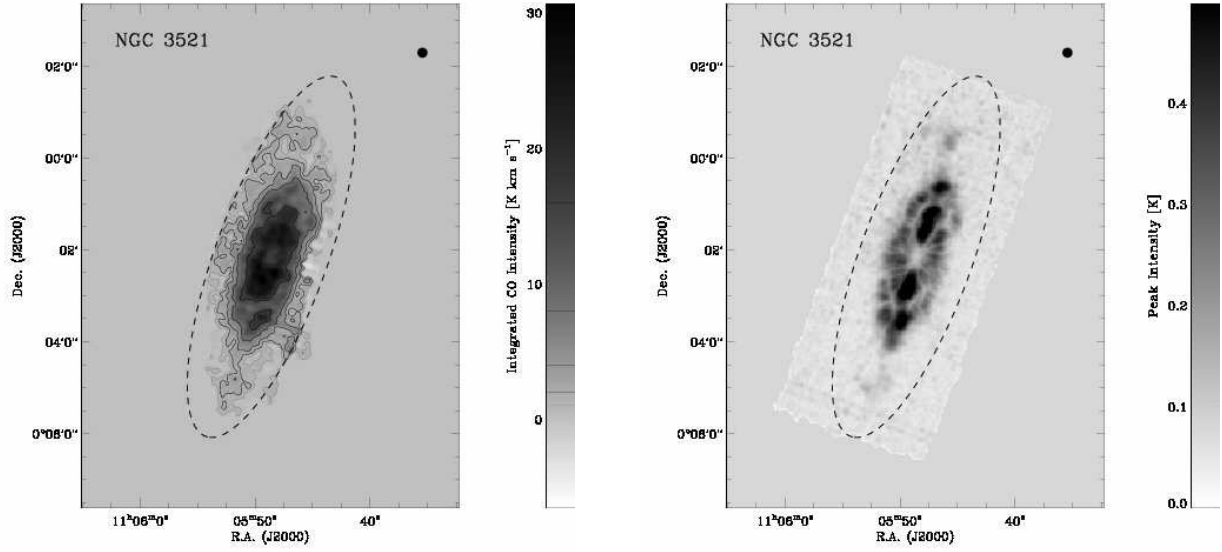 NGC 3521
02'0"
00'0"
02'
04'0"
0°06'0"
Dec. (J2000)
11ʰ06ᵐ0ˢ
05ᵐ50ˢ
40ˢ
R.A. (J2000)
30
20
10
0
Integrated CO Intensity [K km s⁻¹]
NGC 3521
02'0"
00'0"
02'
04'0"
0°06'0"
Dec. (J2000)
11ʰ06ᵐ0ˢ
05ᵐ50ˢ
40ˢ
R.A. (J2000)
0.4
0.3
0.2
0.1
0.0
Peak Intensity [K]